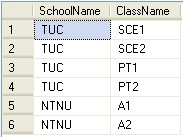 SchoolName ClassName
1 TUC SCE1
2 TUC SCE2
3 TUC PT1
4 TUC PT2
5 NTNU A1
6 NTNU A2